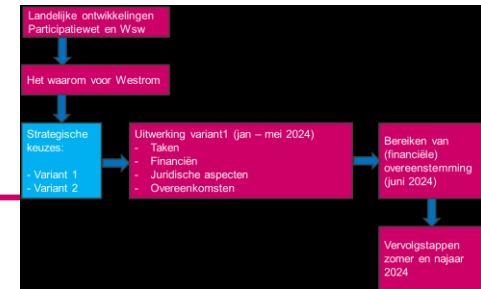 Landelijke ontwikkelingen
Participatiewet en Wsw
Het waarom voor Westrom
Strategische
keuzes:
- Variant 1
- Variant 2
Uitwerking variant1 (jan – mei 2024)
- Taken
- Financiën
- Juridische aspecten
- Overeenkomsten
Bereiken van
(financiële)
overeenstemming
(juni 2024)
Vervolgstappen
zomer en najaar
2024